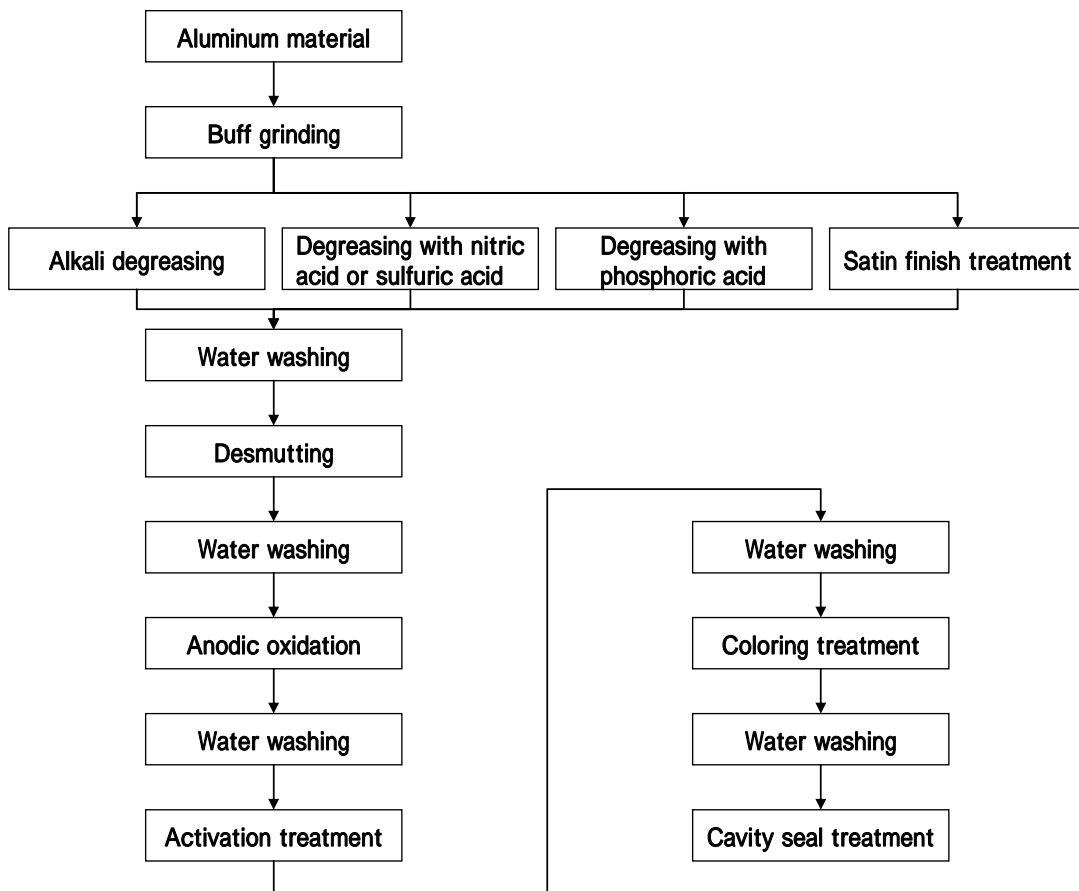 Aluminum material
Buff grinding
Alkali degreasing
Degreasing with nitric
acid or sulfuric acid
Degreasing with
phosphoric acid
Satin finish treatment
Water washing
Desmutting
Water washing
Anodic oxidation
Water washing
Activation treatment
Water washing
Coloring treatment
Water washing
Cavity seal treatment